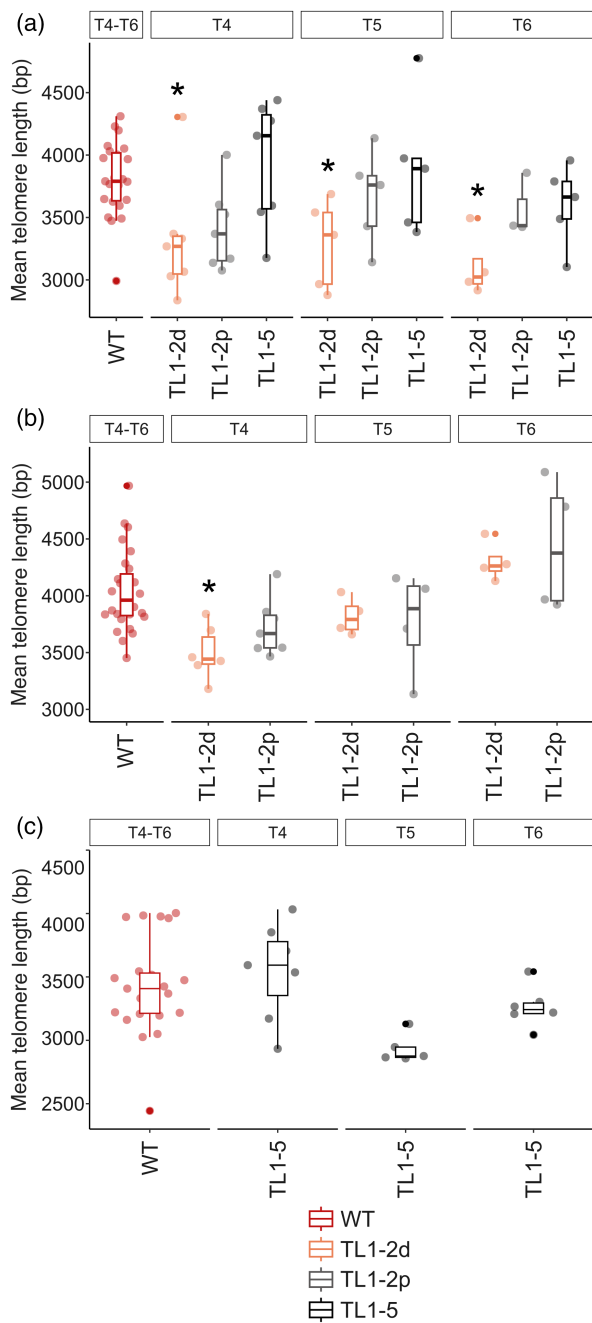 (a)
T4-T6 T4 T5 T6
Mean telomere length (bp)
4500
4000
3500
3000
* * *
WT TL1-2d TL1-2p TL1-5 TL1-2d TL1-2p TL1-5 TL1-2d TL1-2p TL1-5
(b)
T4-T6 T4 T5 T6
Mean telomere length (bp)
5000
4500
4000
3500
3000
*
WT TL1-2d TL1-2p TL1-2d TL1-2p TL1-2d TL1-2p
(c)
T4-T6 T4 T5 T6
Mean telomere length (bp)
4500
4000
3500
3000
2500
WT TL1-5 TL1-5 TL1-5
WT
TL1-2d
TL1-2p
TL1-5